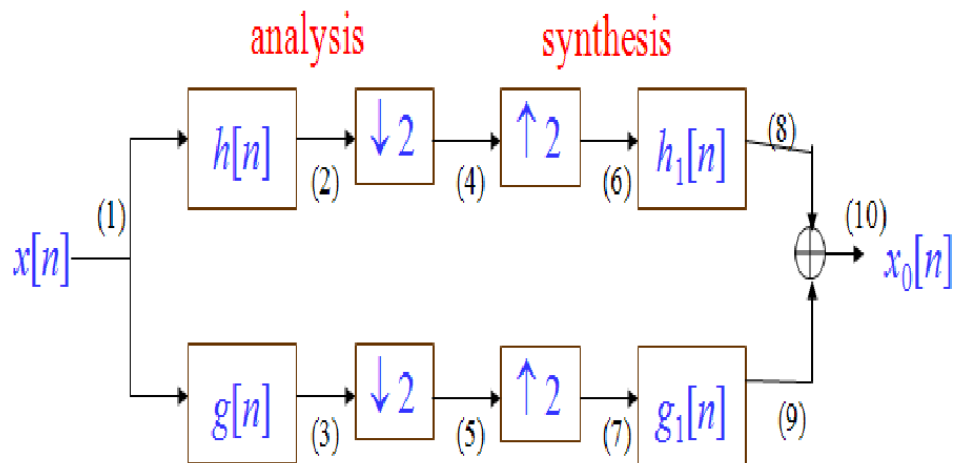 analysis synthesis
h[n] ↓2 ↑2 h₁[n] (8)
(1) (2) (4) (6) (10)
x[n] x₀[n]
g[n] ↓2 ↑2 g₁[n]
(3) (5) (7) (9)